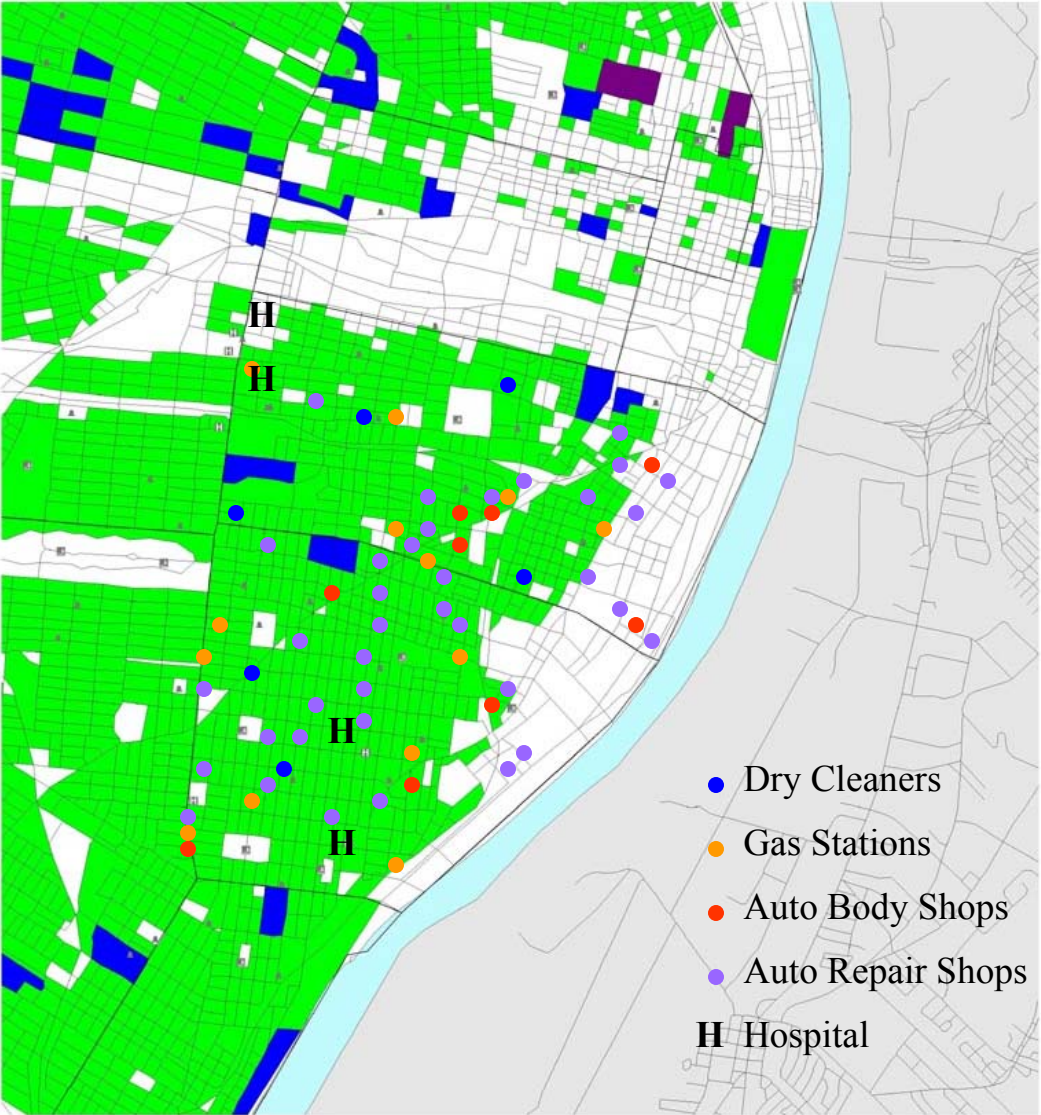 H
H
H
H
Dry Cleaners
Gas Stations
Auto Body Shops
Auto Repair Shops
H Hospital